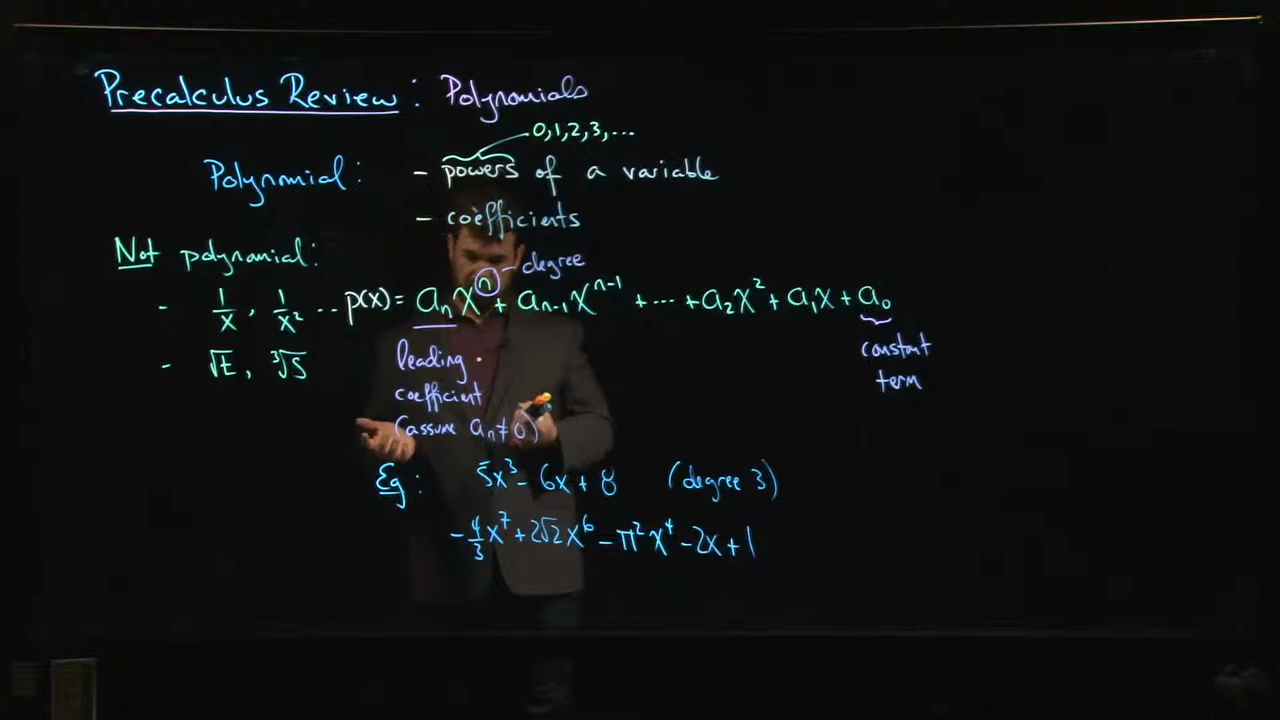 Precalculus Review: Polynomials
0,1,2,3,...
Polynomial: - powers of a variable
- coefficients
Not polynomial:
degree
- 1/x, 1/x² ... p(x) = aₙxⁿ + aₙ₋₁xⁿ⁻¹ + ... + a₂x² + a₁x + a₀
- √t, ³√s
leading
coefficient
(assume aₙ≠0)
constant
term
Eg: 5x³ - 6x + 8 (degree 3)
-4/3x⁷ + 2√2x⁶ - π²x⁴ - 2x + 1